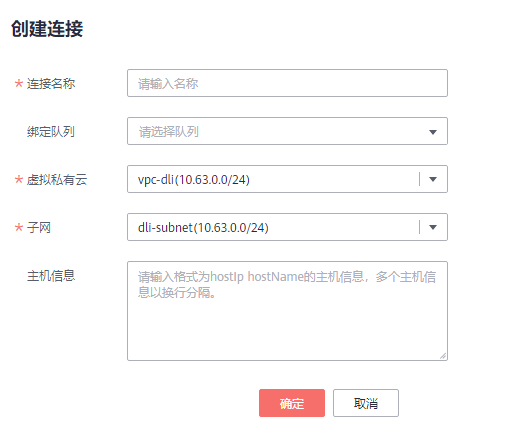 创建连接
* 连接名称
请输入名称
绑定队列
请选择队列
* 虚拟私有云
vpc-dli(10.63.0.0/24)
* 子网
dli-subnet(10.63.0.0/24)
主机信息
请输入格式为hostIp hostName的主机信息，多个主机信
息以换行分隔。
确定
取消